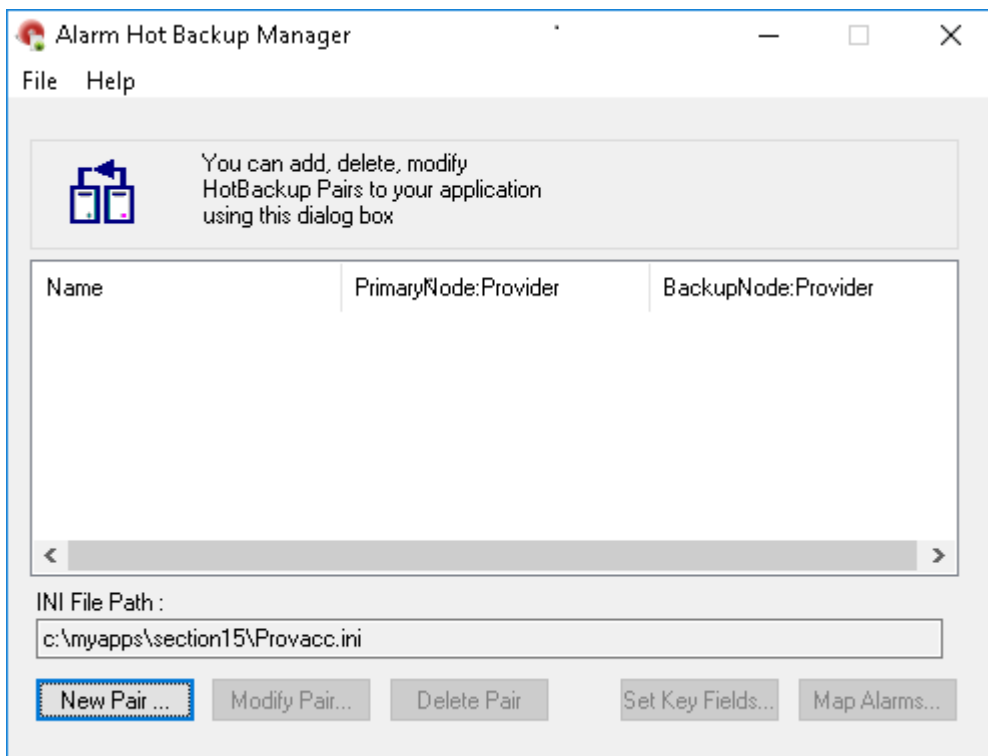 Alarm Hot Backup Manager
File Help
You can add, delete, modify
HotBackup Pairs to your application
using this dialog box
Name PrimaryNode:Provider BackupNode:Provider
INI File Path :
c:\myapps\section15\Provacc.ini
New Pair ... Modify Pair... Delete Pair Set Key Fields... Map Alarms...